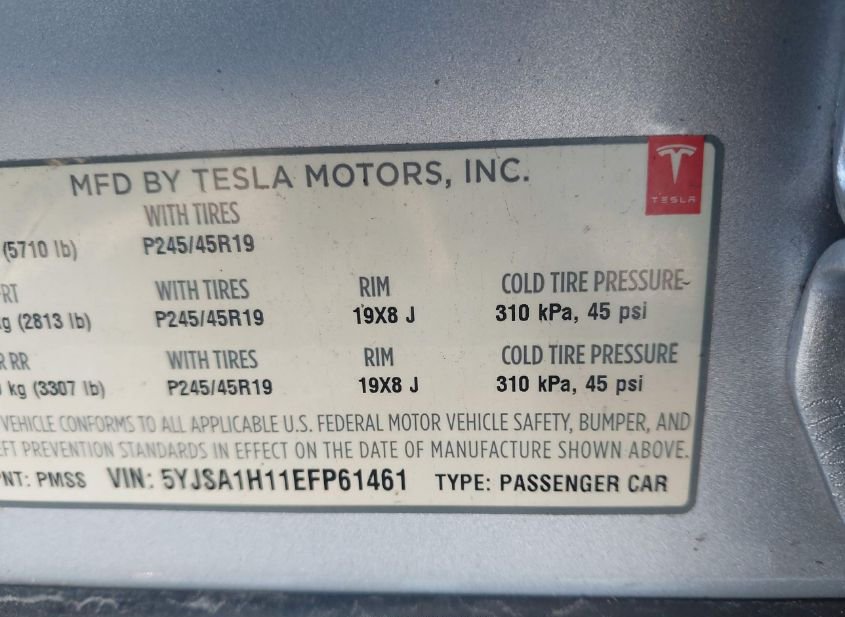 MFD BY TESLA MOTORS, INC.
TESLA
WITH TIRES
(5710 lb) P245/45R19
RT WITH TIRES RIM COLD TIRE PRESSURE
g (2813 lb) P245/45R19 19X8 J 310 kPa, 45 psi
R RR WITH TIRES RIM COLD TIRE PRESSURE
kg (3307 lb) P245/45R19 19X8 J 310 kPa, 45 psi
VEHICLE CONFORMS TO ALL APPLICABLE U.S. FEDERAL MOTOR VEHICLE SAFETY, BUMPER, AND
EFT PREVENTION STANDARDS IN EFFECT ON THE DATE OF MANUFACTURE SHOWN ABOVE.
PNT: PMSS VIN: 5YJSA1H11EFP61461 TYPE: PASSENGER CAR